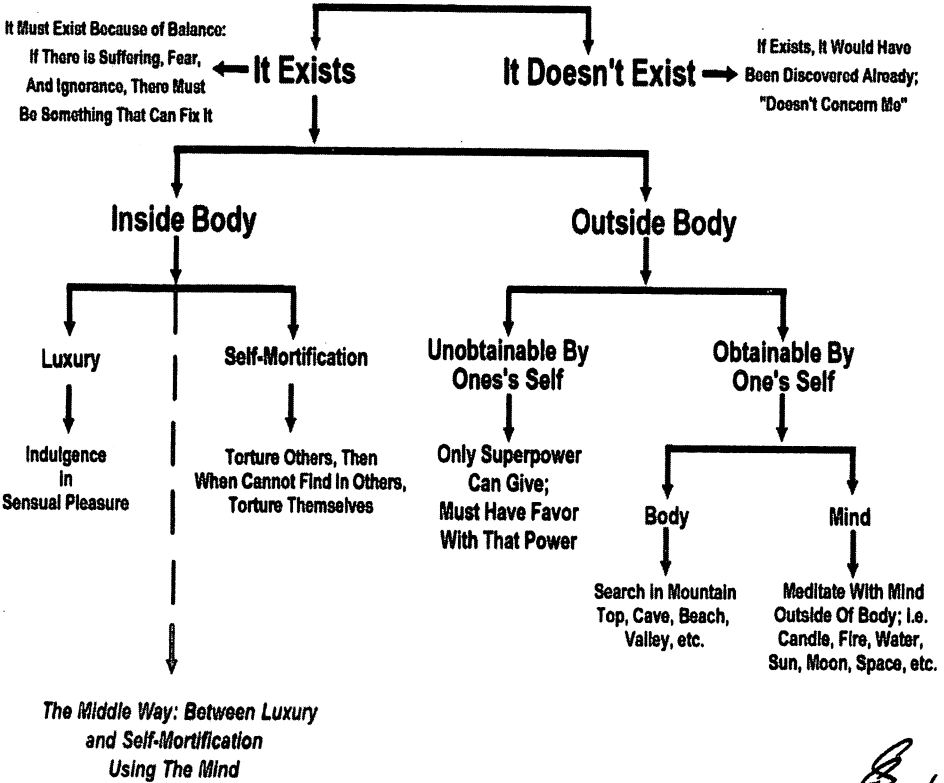 It Must Exist Because of Balance:
If There is Suffering, Fear,
And Ignorance, There Must
Be Something That Can Fix It
It Exists
It Doesn't Exist
If Exists, It Would Have
Been Discovered Already;
"Doesn't Concern Me"
Inside Body
Outside Body
Luxury
Self-Mortification
Unobtainable By
Ones's Self
Obtainable By
One's Self
Indulgence
in
Sensual Pleasure
Torture Others, Then
When Cannot Find In Others,
Torture Themselves
Only Superpower
Can Give;
Must Have Favor
With That Power
Body
Mind
Search in Mountain
Top, Cave, Beach,
Valley, etc.
Meditate With Mind
Outside Of Body; i.e.
Candle, Fire, Water,
Sun, Moon, Space, etc.
The Middle Way: Between Luxury
and Self-Mortification
Using The Mind